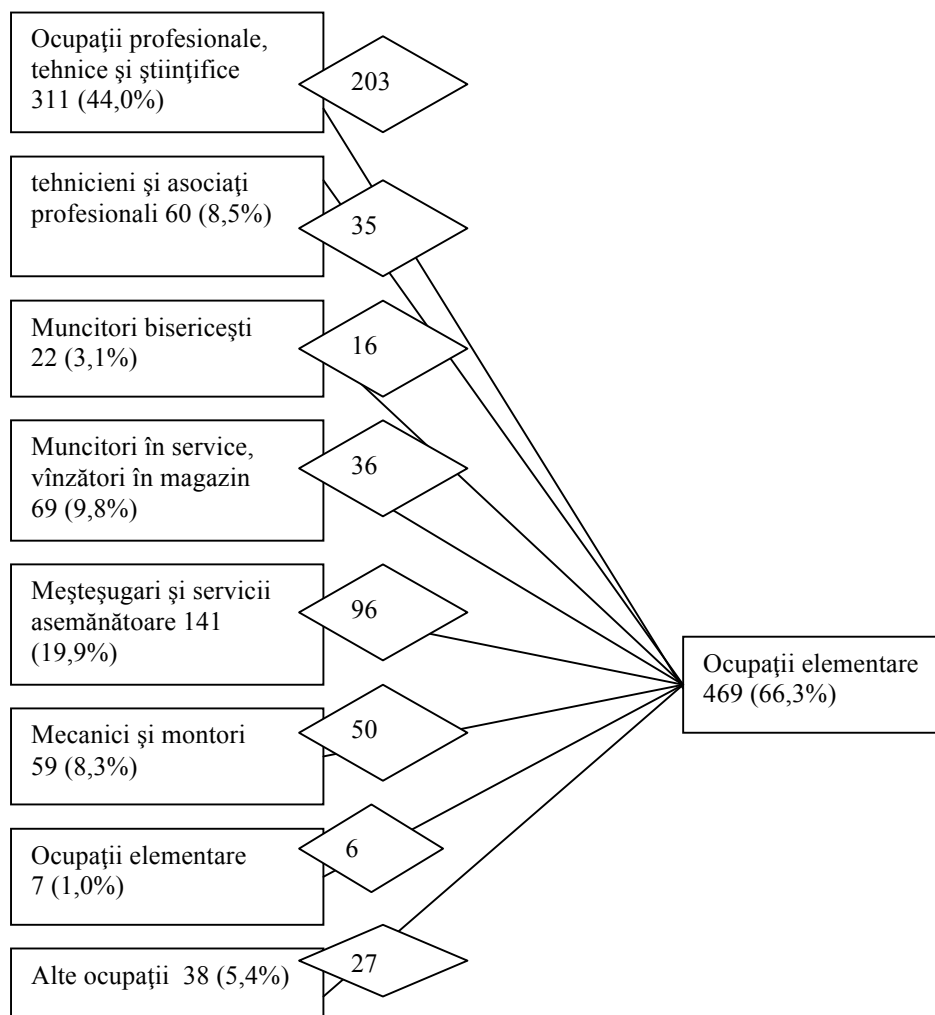 Ocupaţii profesionale,
tehnice şi ştiinţifice
311 (44,0%)
203
tehnicieni şi asociaţi
profesionali 60 (8,5%)
35
Muncitori bisericeşti
22 (3,1%)
16
Muncitori în service,
vînzători în magazin
69 (9,8%)
36
Meşteşugari şi servicii
asemănătoare 141
(19,9%)
96
Ocupaţii elementare
469 (66,3%)
Mecanici şi montori
59 (8,3%)
50
Ocupaţii elementare
7 (1,0%)
6
Alte ocupaţii 38 (5,4%)
27